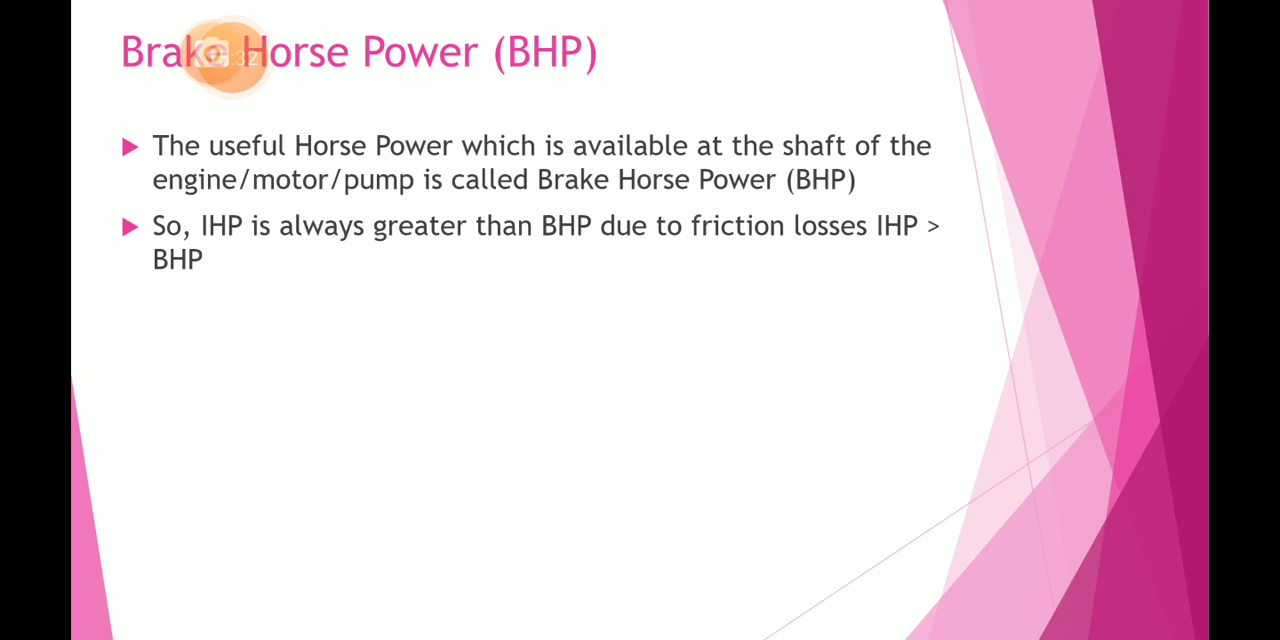 Brake Horse Power (BHP)
The useful Horse Power which is available at the shaft of the
engine/motor/pump is called Brake Horse Power (BHP)
So, IHP is always greater than BHP due to friction losses IHP >
BHP